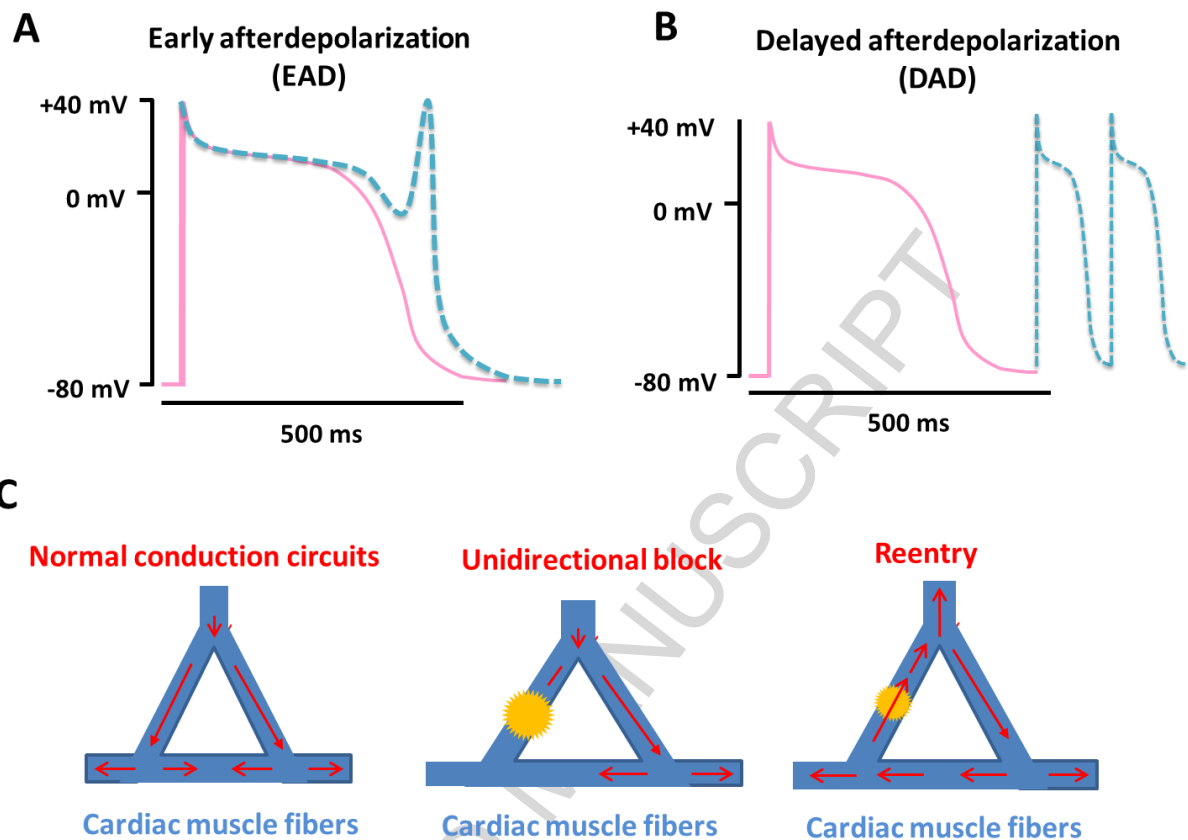 A
Early afterdepolarization
(EAD)
+40 mV
0 mV
-80 mV
500 ms
B
Delayed afterdepolarization
(DAD)
+40 mV
0 mV
-80 mV
500 ms
C
Normal conduction circuits
Unidirectional block
Reentry
Cardiac muscle fibers
Cardiac muscle fibers
Cardiac muscle fibers
MANUSCRIPT